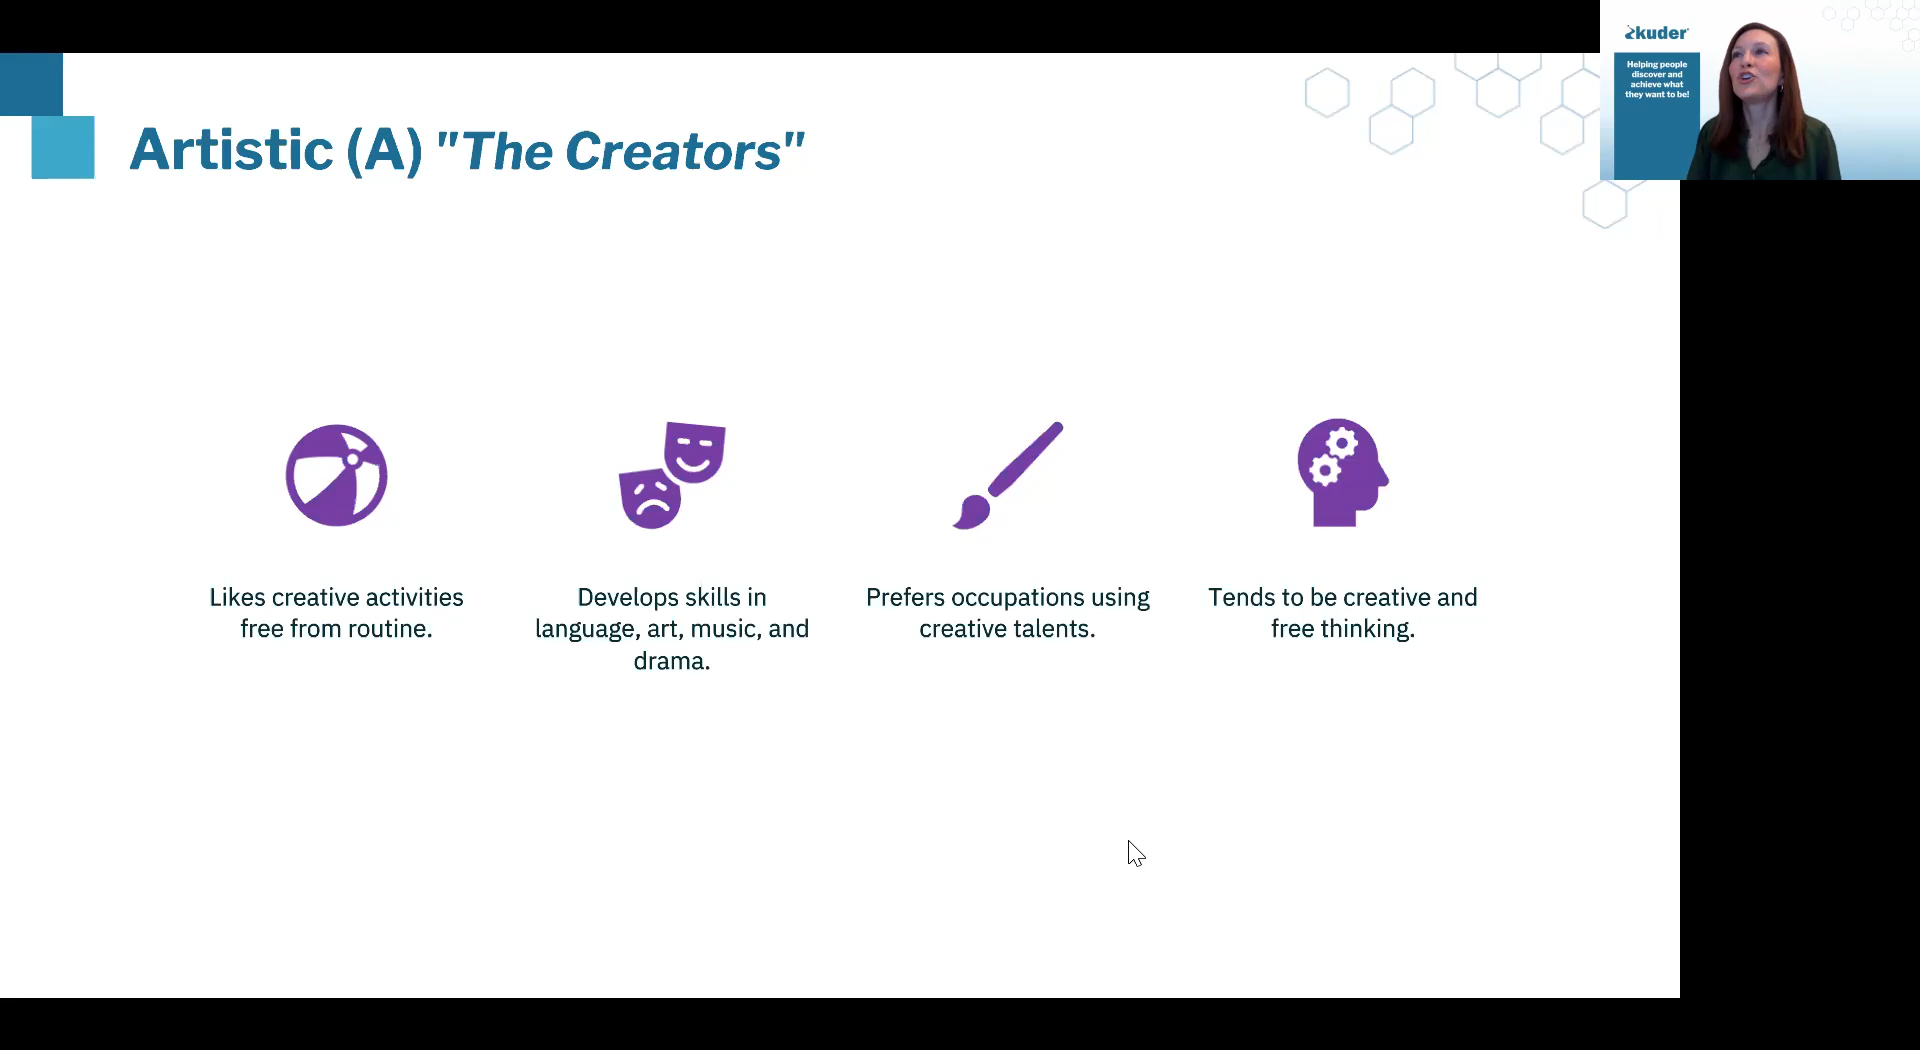 kuder
Helping people
discover and
achieve what
they want to be!
Artistic (A) "The Creators"
Likes creative activities
free from routine.
Develops skills in
language, art, music, and
drama.
Prefers occupations using
creative talents.
Tends to be creative and
free thinking.